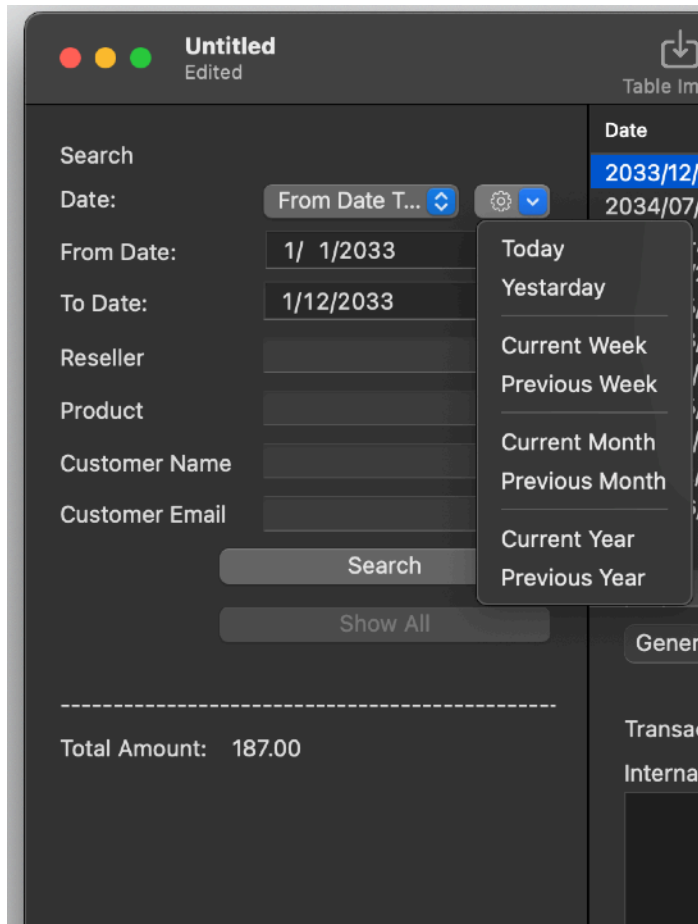 Untitled
Edited
Table Im
Search
Date:
From Date T...
From Date:
1/ 1/2033
To Date:
1/12/2033
Reseller
Product
Customer Name
Customer Email
Search
Show All
Today
Yestarday
Current Week
Previous Week
Current Month
Previous Month
Current Year
Previous Year
--------------------------------------------------
Total Amount: 187.00
Date
2033/12/
2034/07/
Gener
Transac
Interna